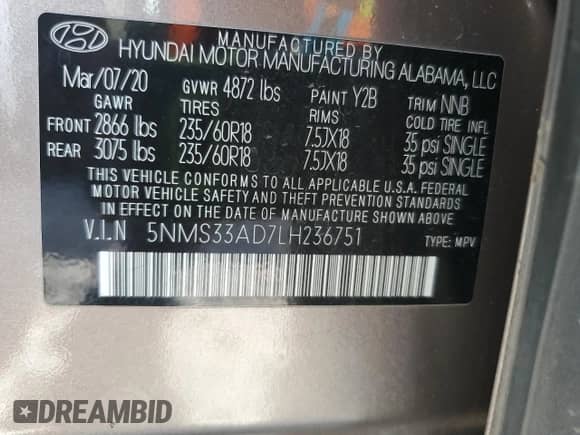 MANUFACTURED BY
HYUNDAI MOTOR MANUFACTURING ALABAMA, LLC
Mar/07/20 GVWR 4872 lbs PAINT Y2B TRIM NNB
GAWR TIRES RIMS COLD TIRE INFL
FRONT 2866 lbs 235/60R18 7.5JX18 35 psi SINGLE
REAR 3075 lbs 235/60R18 7.5JX18 35 psi SINGLE
THIS VEHICLE CONFORMS TO ALL APPLICABLE U.S.A. FEDERAL
MOTOR VEHICLE SAFETY AND THEFT PREVENTION STANDARDS
IN EFFECT ON THE DATE OF MANUFACTURE SHOWN ABOVE.
V.I.N 5NMS33AD7LH236751 TYPE: MPV
DREAMBID